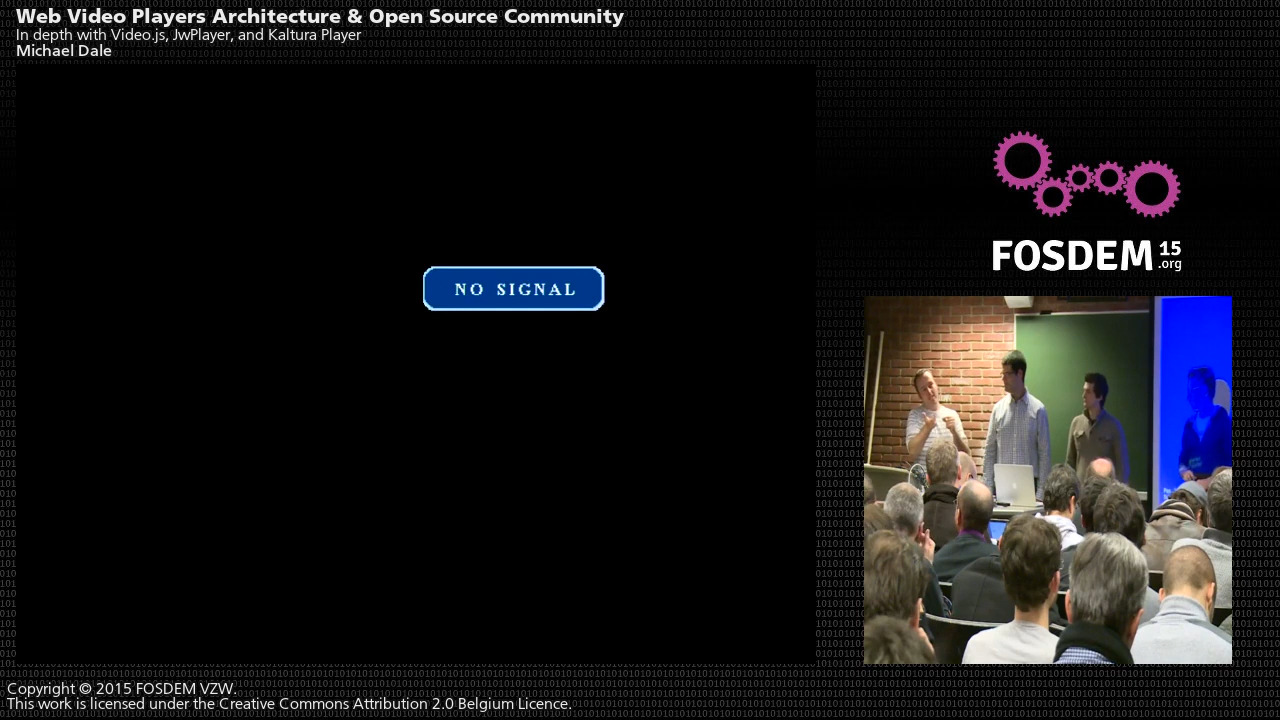 Web Video Players Architecture & Open Source Community
In depth with Video.js, JwPlayer, and Kaltura Player
Michael Dale
NO SIGNAL
FOSDEM 15
.org
Copyright © 2015 FOSDEM VZW.
This work is licensed under the Creative Commons Attribution 2.0 Belgium Licence.